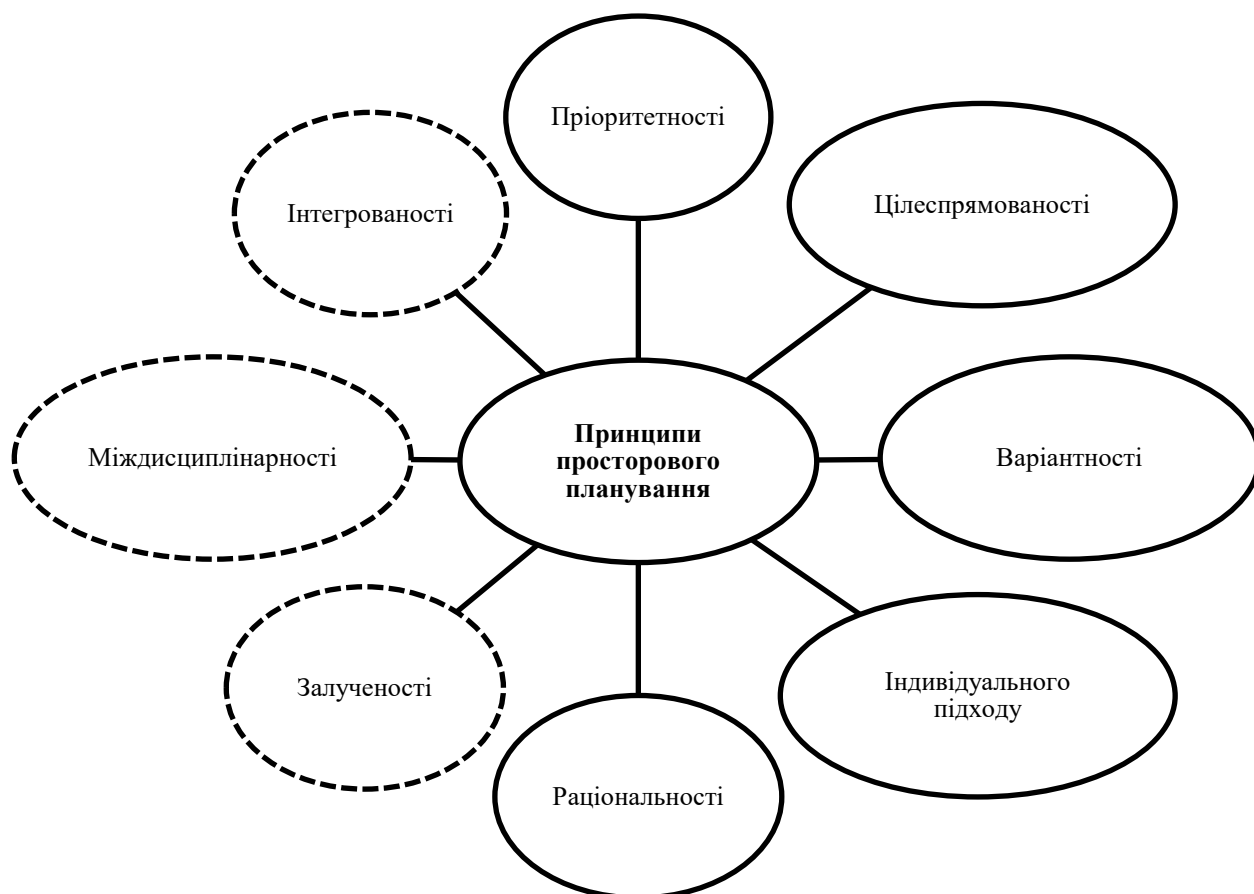 Пріоритетності
Цілеспрямованості
Інтегрованості
Принципи
просторового
планування
Міждисциплінарності
Варіантності
Залученості
Індивідуального
підходу
Раціональності